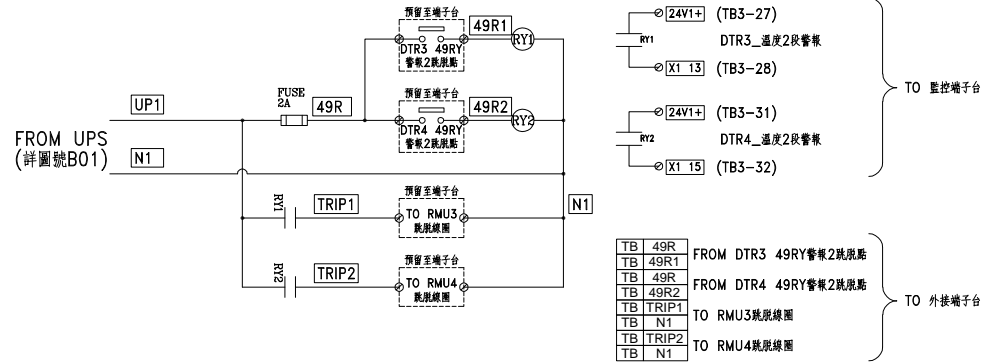 預留至端子台
49R1
DTR3 49RY
警報2跳脫點
RY1
FUSE
2A
UP1
49R
預留至端子台
49R2
DTR4 49RY
警報2跳脫點
RY2
FROM UPS
(詳圖號B01)
N1
預留至端子台
RY1
TRIP1
TO RMU3
跳脫線圈
N1
預留至端子台
RY2
TRIP2
TO RMU4
跳脫線圈
24V1+ (TB3-27)
RY1
DTR3_溫度2段警報
X1 13 (TB3-28)
24V1+ (TB3-31)
RY2
DTR4_溫度2段警報
X1 15 (TB3-32)
TO 監控端子台
TB 49R
TB 49R1
FROM DTR3 49RY警報2跳脫點
TB 49R
TB 49R2
FROM DTR4 49RY警報2跳脫點
TB TRIP1
TB N1
TO RMU3跳脫線圈
TB TRIP2
TB N1
TO RMU4跳脫線圈
TO 外接端子台